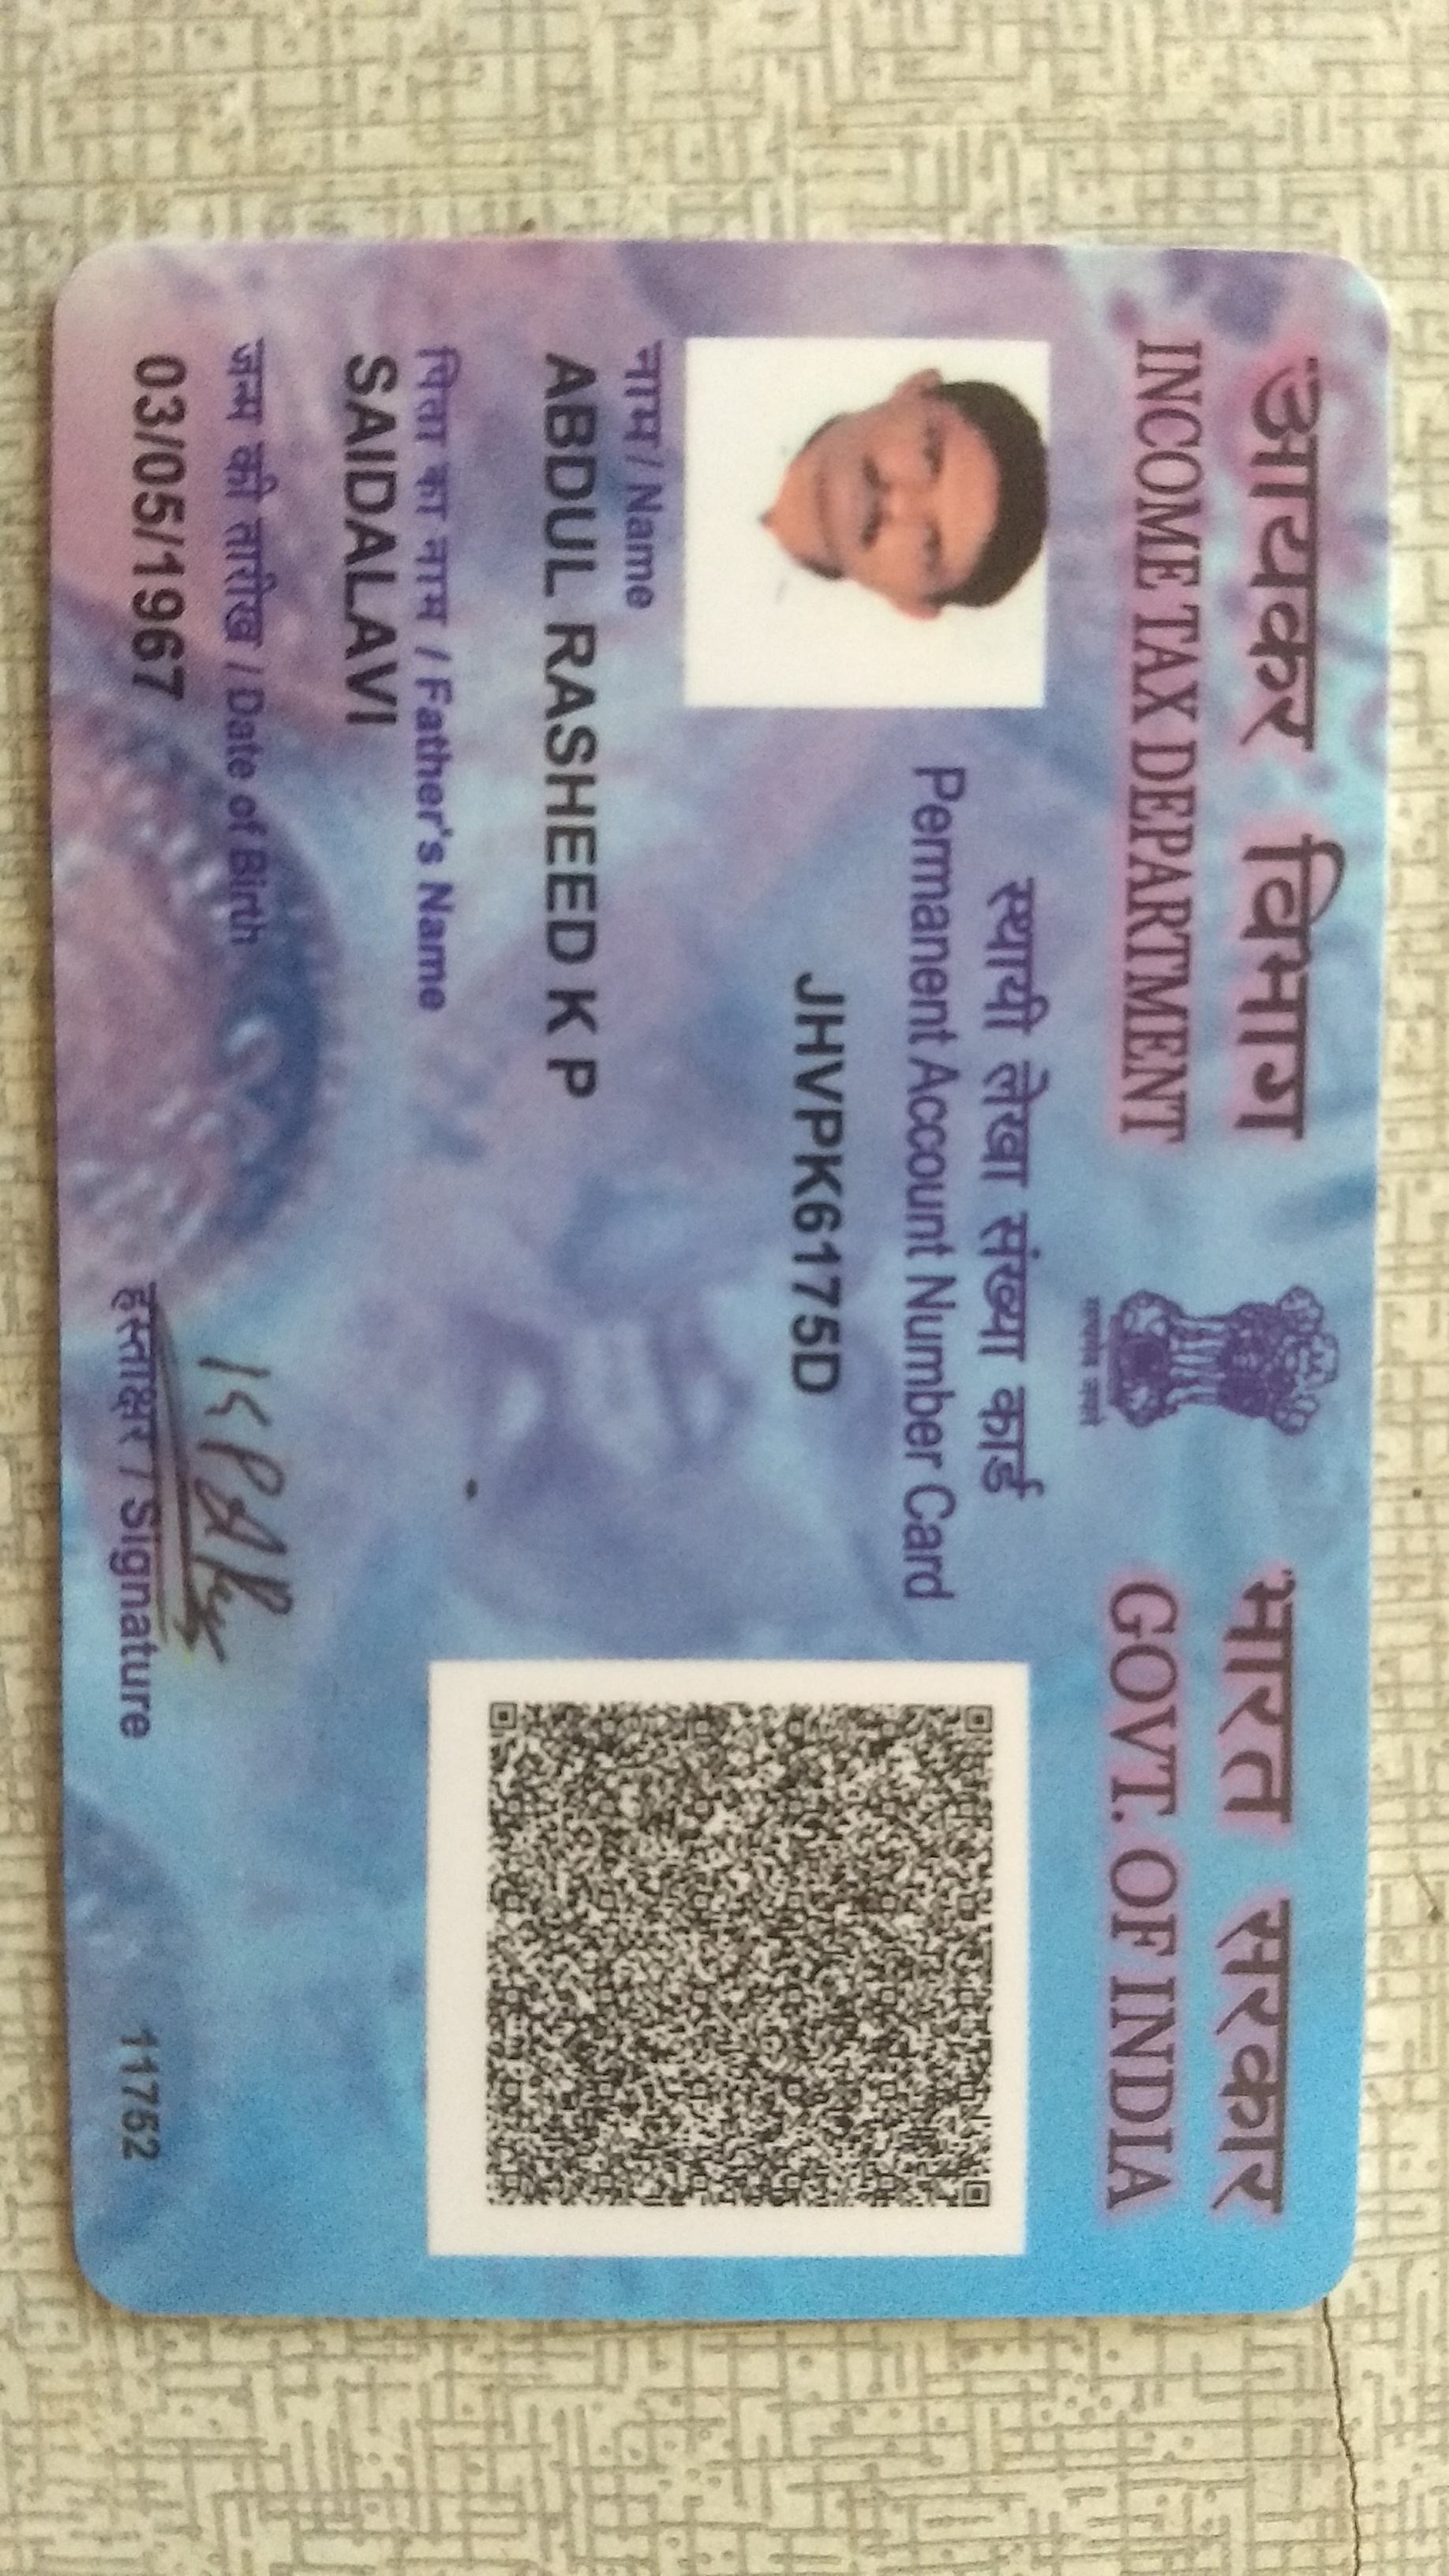 आयकर विभाग
INCOME TAX DEPARTMENT
सत्यमेव जयते
भारत सरकार
GOVT. OF INDIA
स्थायी लेखा संख्या कार्ड
Permanent Account Number Card
JHVPK6175D
नाम / Name
ABDUL RASHEED K P
पिता का नाम / Father's Name
SAIDALAVI
जन्म की तारीख / Date of Birth
03/05/1967
हस्ताक्षर / Signature
11752